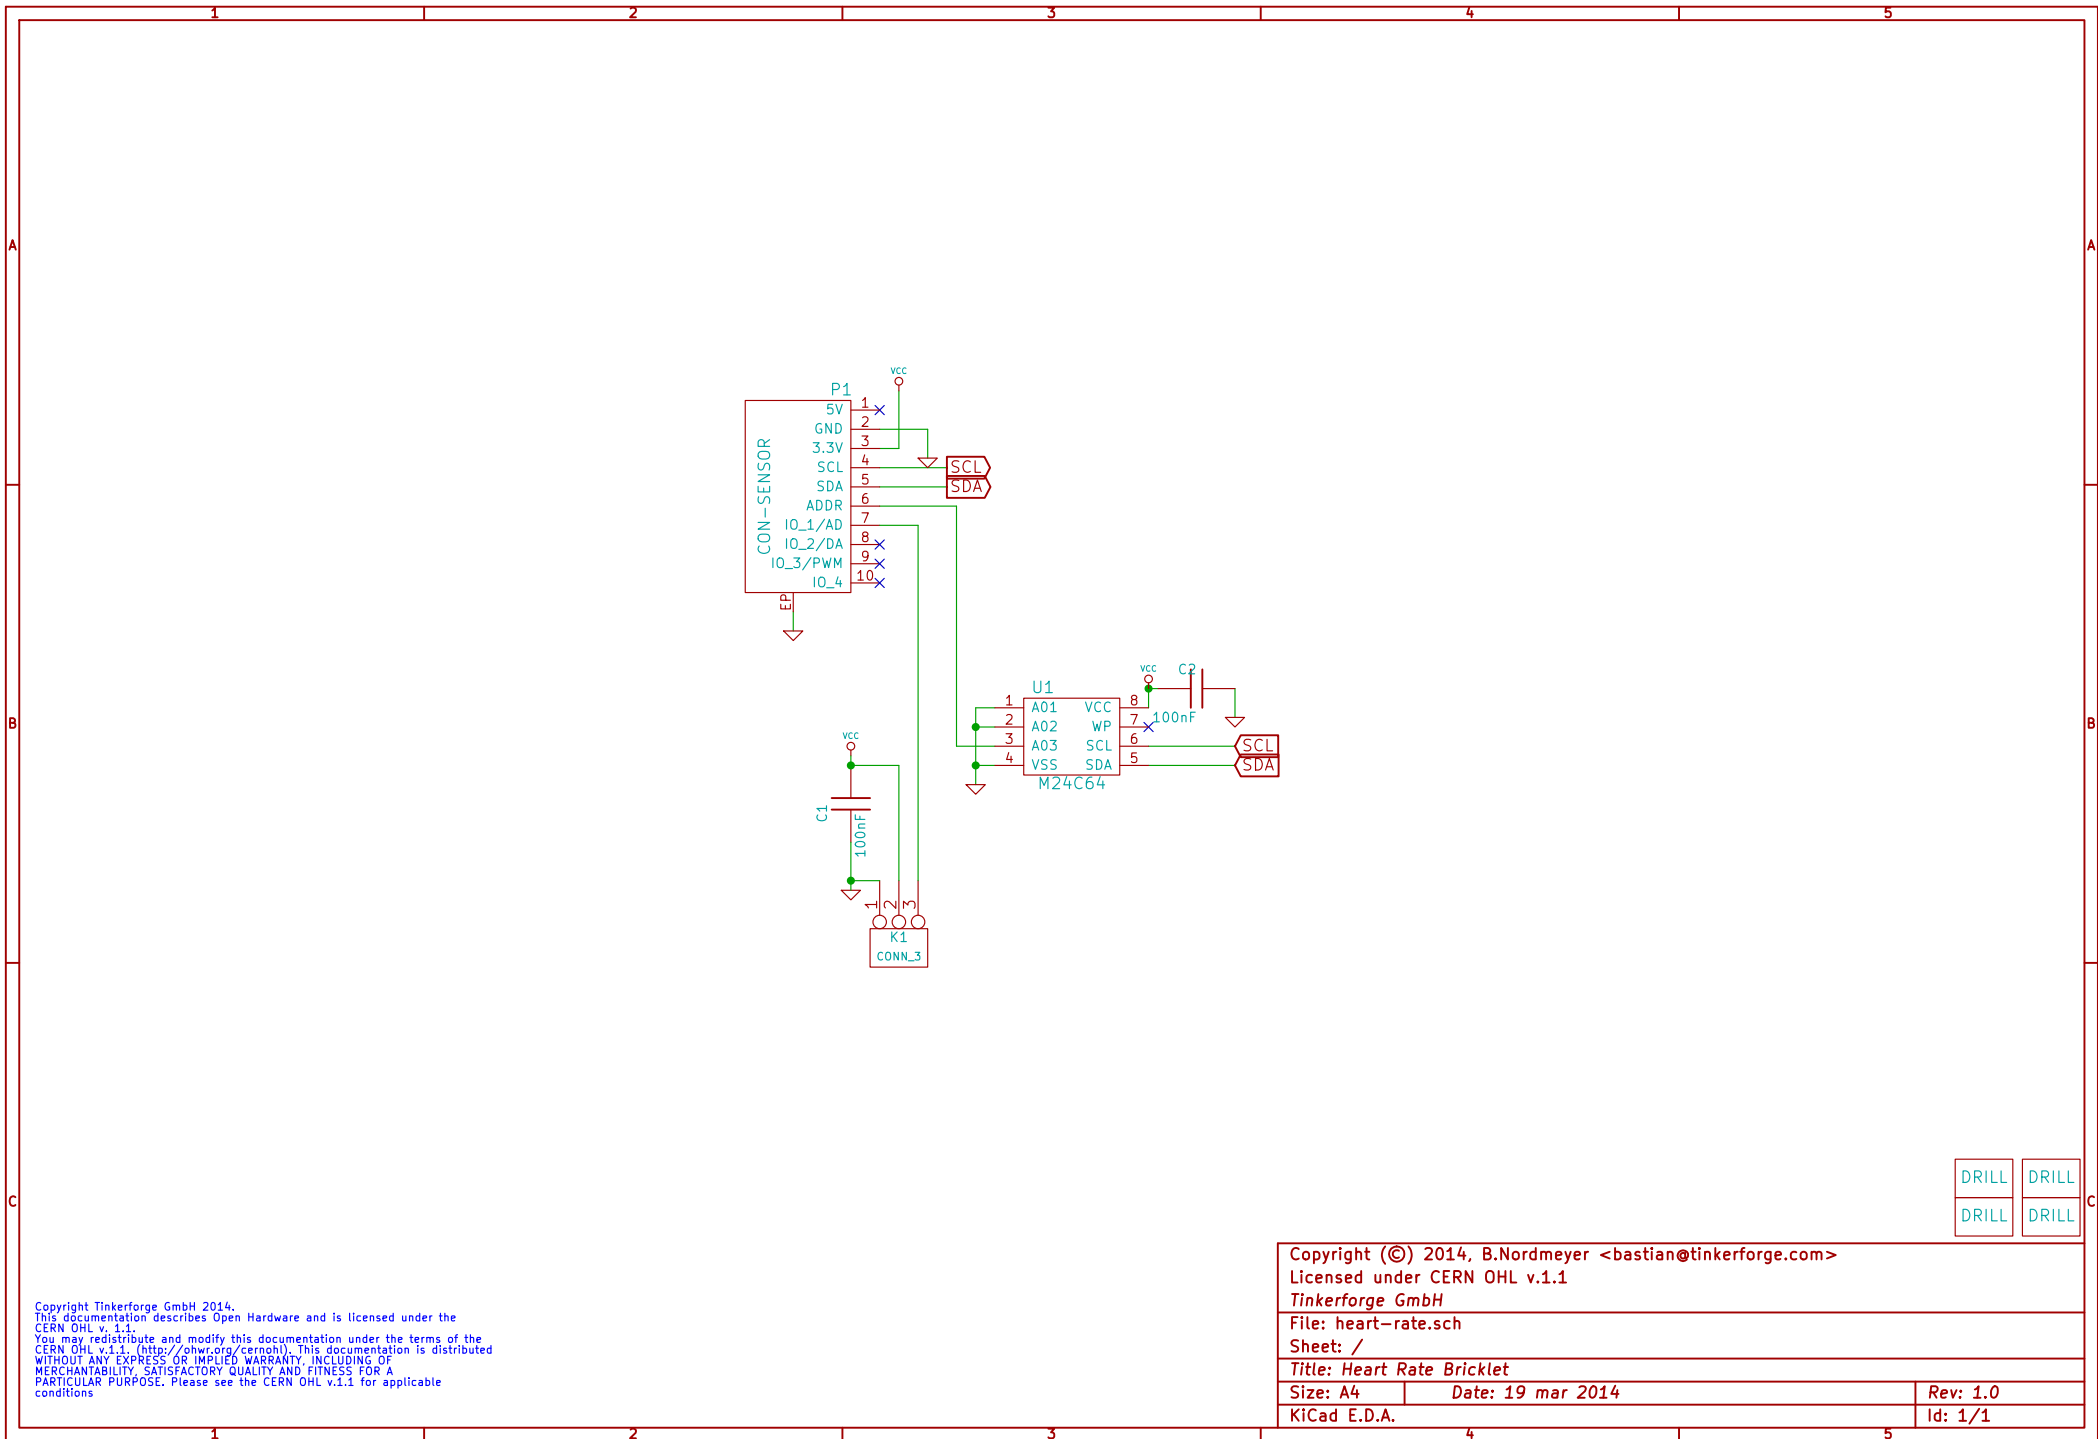 1 2 3 4 5
A A
B B
C C
VCC
P1
CON-SENSOR
5V 1
GND 2
3.3V 3
SCL 4 SCL
SDA 5 SDA
ADDR 6
IO_1/AD 7
IO_2/DA 8
IO_3/PWM 9
IO_4 10
EP
VCC C2
U1
1 A01 VCC 8
100nF
2 A02 WP 7
3 A03 SCL 6 SCL
4 VSS SDA 5 SDA
M24C64
VCC
C1
100nF
1 2 3
K1
CONN_3
DRILL DRILL
DRILL DRILL
Copyright (©) 2014, B.Nordmeyer <bastian@tinkerforge.com>
Licensed under CERN OHL v.1.1
Tinkerforge GmbH
File: heart-rate.sch
Sheet: /
Title: Heart Rate Bricklet
Size: A4 Date: 19 mar 2014 Rev: 1.0
KiCad E.D.A. Id: 1/1
Copyright Tinkerforge GmbH 2014.
This documentation describes Open Hardware and is licensed under the
CERN OHL v. 1.1.
You may redistribute and modify this documentation under the terms of the
CERN OHL v.1.1. (http://ohwr.org/cernohl). This documentation is distributed
WITHOUT ANY EXPRESS OR IMPLIED WARRANTY, INCLUDING OF
MERCHANTABILITY, SATISFACTORY QUALITY AND FITNESS FOR A
PARTICULAR PURPOSE. Please see the CERN OHL v.1.1 for applicable
conditions
1 2 3 4 5